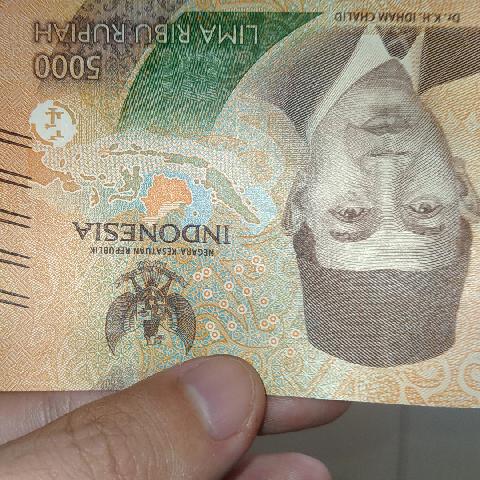 NEGARA KESATUAN REPUBLIK
INDONESIA
5000
LIMA RIBU RUPIAH
Dr. K.H. IDHAM CHALID